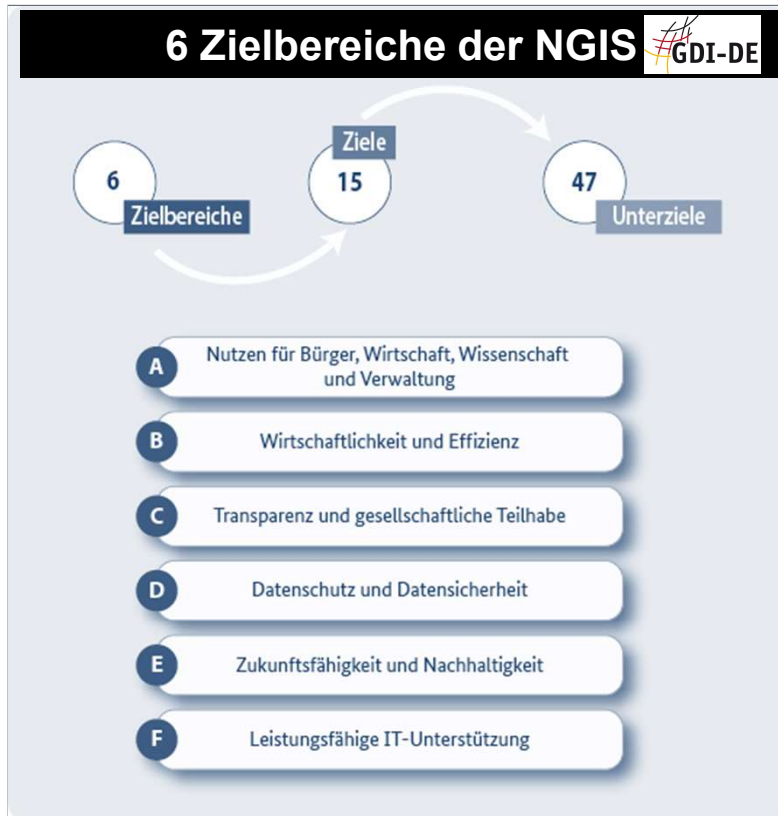 6 Zielbereiche der NGIS
GDI-DE
6
Zielbereiche
Ziele
15
47
Unterziele
A
Nutzen für Bürger, Wirtschaft, Wissenschaft
und Verwaltung
B
Wirtschaftlichkeit und Effizienz
C
Transparenz und gesellschaftliche Teilhabe
D
Datenschutz und Datensicherheit
E
Zukunftsfähigkeit und Nachhaltigkeit
F
Leistungsfähige IT-Unterstützung